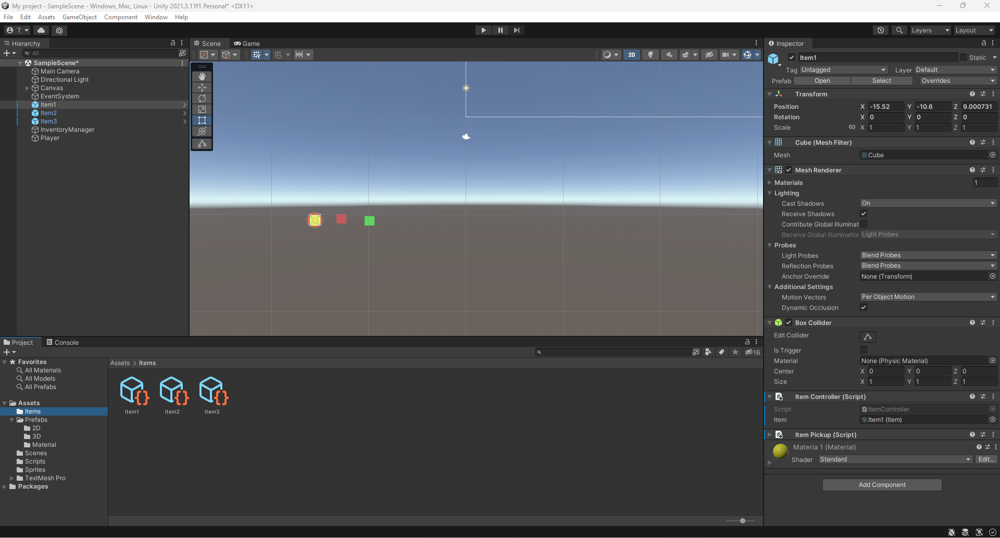 My project - SampleScene - Windows, Mac, Linux - Unity 2021.3.11f1 Personal* <DX11>
File Edit Assets GameObject Component Window Help
T
Layers
Layout
Hierarchy
All
SampleScene*
Main Camera
Directional Light
Canvas
EventSystem
Item1
Item2
Item3
InventoryManager
Player
Scene
Game
2D
Inspector
Item1
Static
Tag Untagged Layer Default
Prefab Open Select Overrides
Transform
Position X -15.52 Y -10.6 Z 9.000731
Rotation X 0 Y 0 Z 0
Scale X 1 Y 1 Z 1
Cube (Mesh Filter)
Mesh Cube
Mesh Renderer
Materials 1
Lighting
Cast Shadows On
Receive Shadows
Contribute Global Illuminat
Receive Global Illumination Light Probes
Probes
Light Probes Blend Probes
Reflection Probes Blend Probes
Anchor Override None (Transform)
Additional Settings
Motion Vectors Per Object Motion
Dynamic Occlusion
Box Collider
Edit Collider
Is Trigger
Material None (Physic Material)
Center X 0 Y 0 Z 0
Size X 1 Y 1 Z 1
Item Controller (Script)
Script ItemController
Item Item1 (Item)
Item Pickup (Script)
Materia 1 (Material)
Shader Standard Edit...
Add Component
Project
Console
16
Favorites
All Materials
All Models
All Prefabs
Assets
Items
Prefabs
2D
3D
Material
Scenes
Scripts
Sprites
TextMesh Pro
Packages
Assets > Items
Item1
Item2
Item3